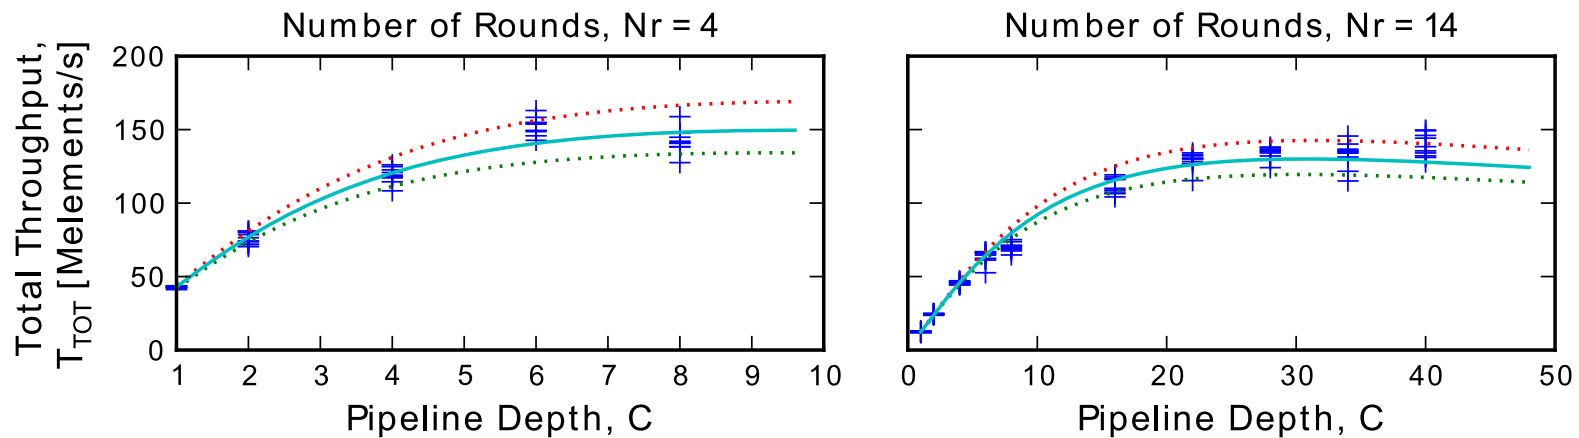 Number of Rounds, Nr = 4
Total Throughput,
T_TOT [Melements/s]
200
150
100
50
0
1 2 3 4 5 6 7 8 9 10
Pipeline Depth, C
Number of Rounds, Nr = 14
0 10 20 30 40 50
Pipeline Depth, C